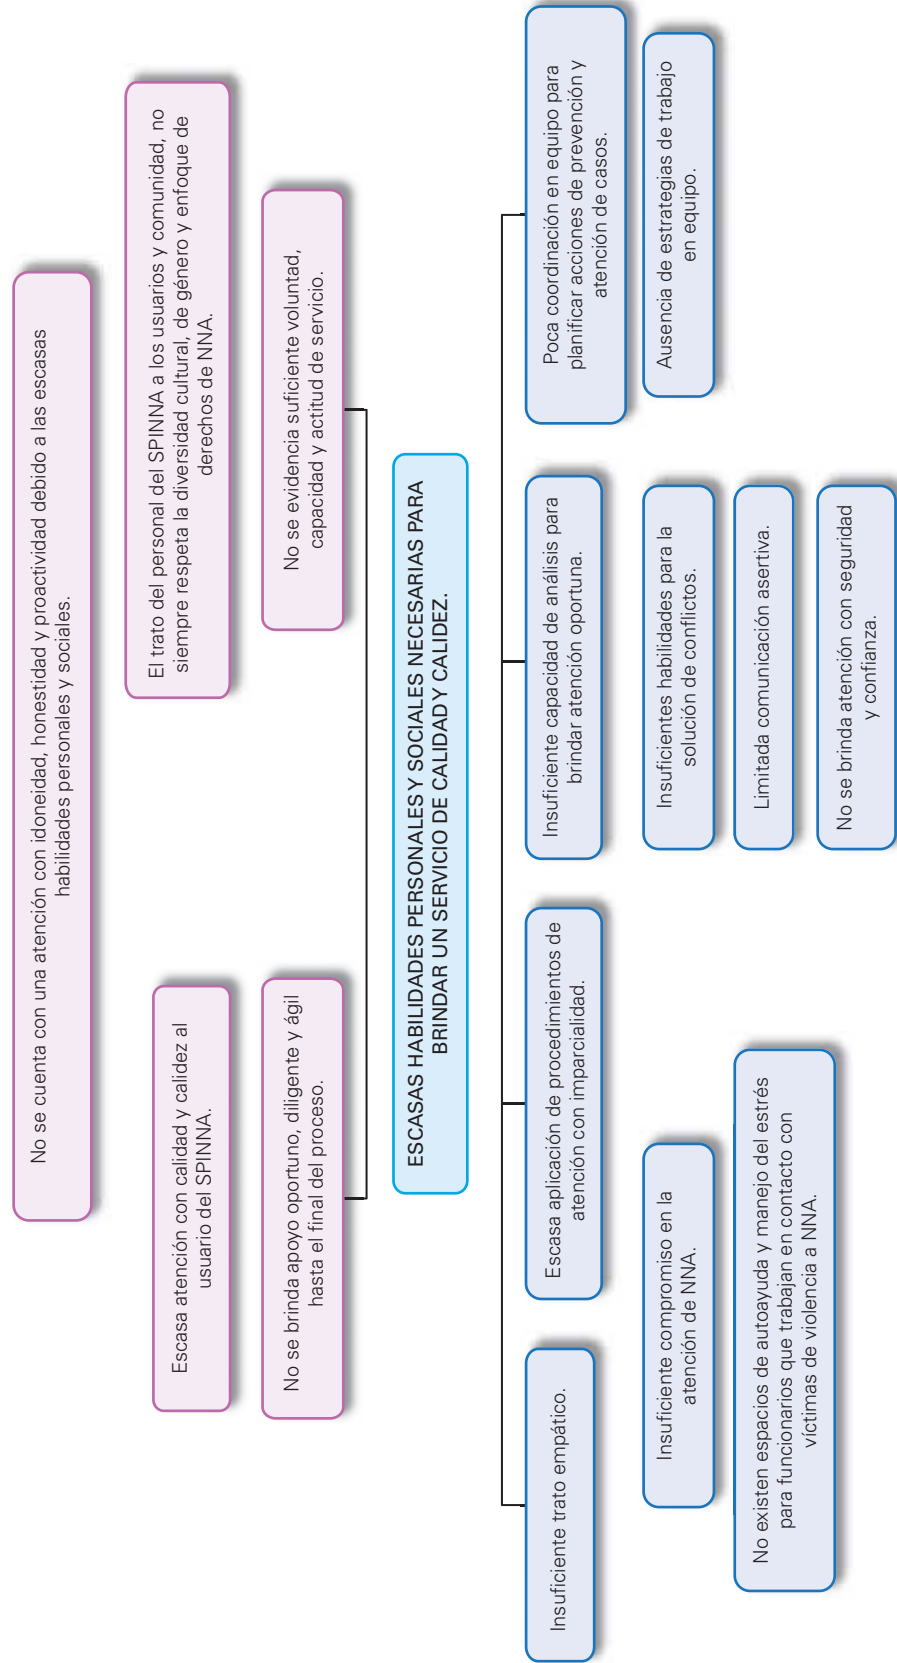 No se cuenta con una atención con idoneidad, honestidad y proactividad debido a las escasas
habilidades personales y sociales.
Escasa atención con calidad y calidez al
usuario del SPINNA.
El trato del personal del SPINNA a los usuarios y comunidad, no
siempre respeta la diversidad cultural, de género y enfoque de
derechos de NNA.
No se brinda apoyo oportuno, diligente y ágil
hasta el final del proceso.
No se evidencia suficiente voluntad,
capacidad y actitud de servicio.
ESCASAS HABILIDADES PERSONALES Y SOCIALES NECESARIAS PARA
BRINDAR UN SERVICIO DE CALIDAD Y CALIDEZ.
Insuficiente trato empático.
Escasa aplicación de procedimientos de
atención con imparcialidad.
Insuficiente capacidad de análisis para
brindar atención oportuna.
Poca coordinación en equipo para
planificar acciones de prevención y
atención de casos.
Insuficiente compromiso en la
atención de NNA.
Insuficientes habilidades para la
solución de conflictos.
Ausencia de estrategias de trabajo
en equipo.
No existen espacios de autoayuda y manejo del estrés
para funcionarios que trabajan en contacto con
víctimas de violencia a NNA.
Limitada comunicación asertiva.
No se brinda atención con seguridad
y confianza.